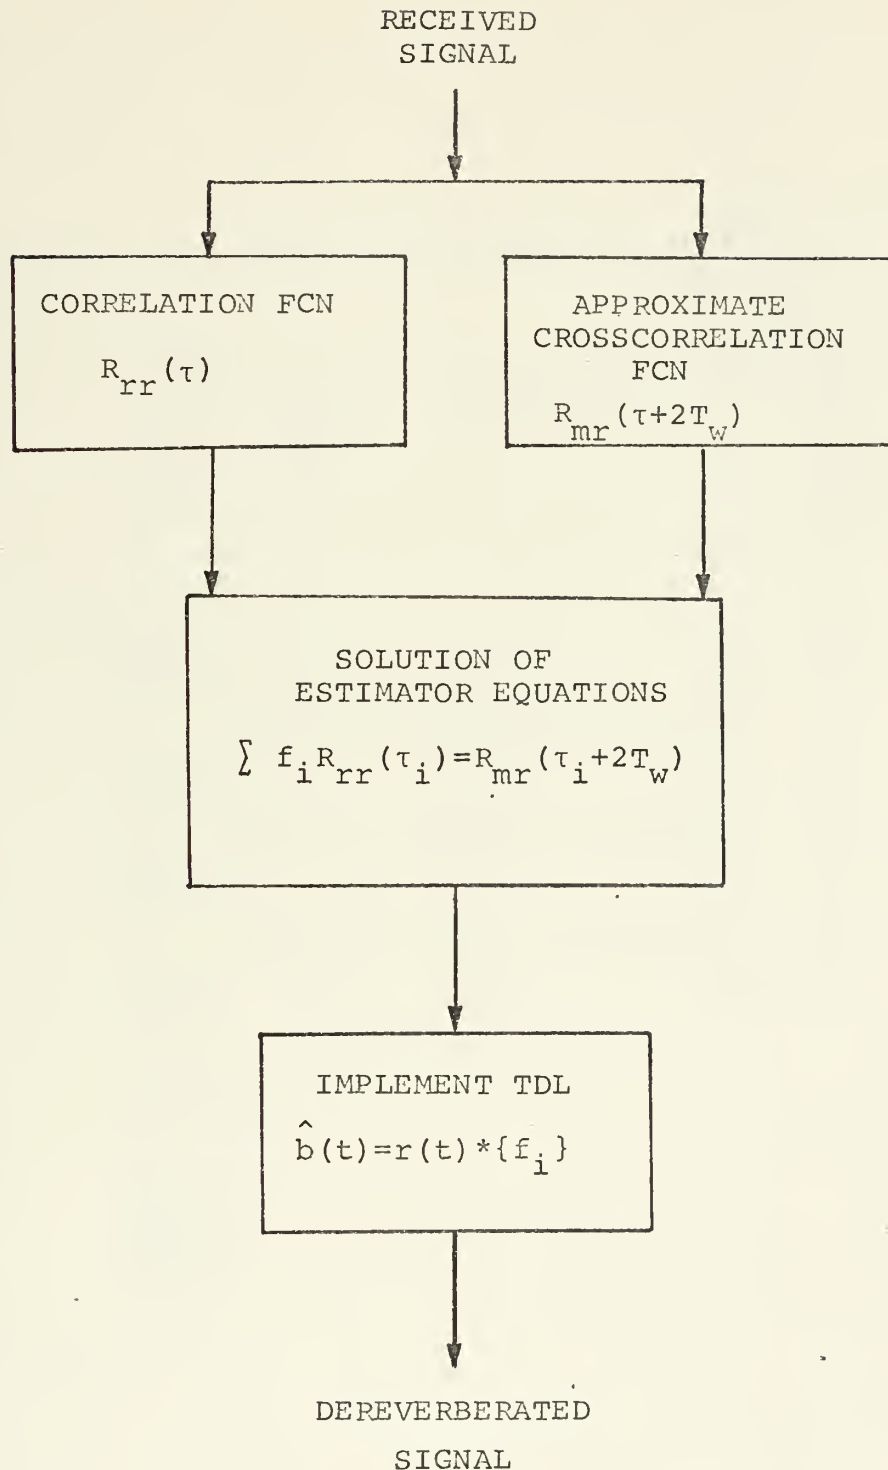 RECEIVED
SIGNAL
CORRELATION FCN
R_rr(τ)
APPROXIMATE
CROSSCORRELATION
FCN
R_mr(τ+2T_w)
SOLUTION OF
ESTIMATOR EQUATIONS
∑ f_i R_rr(τ_i)=R_mr(τ_i+2T_w)
IMPLEMENT TDL
b̂(t)=r(t)*{f_i}
DEREVERBERATED
SIGNAL